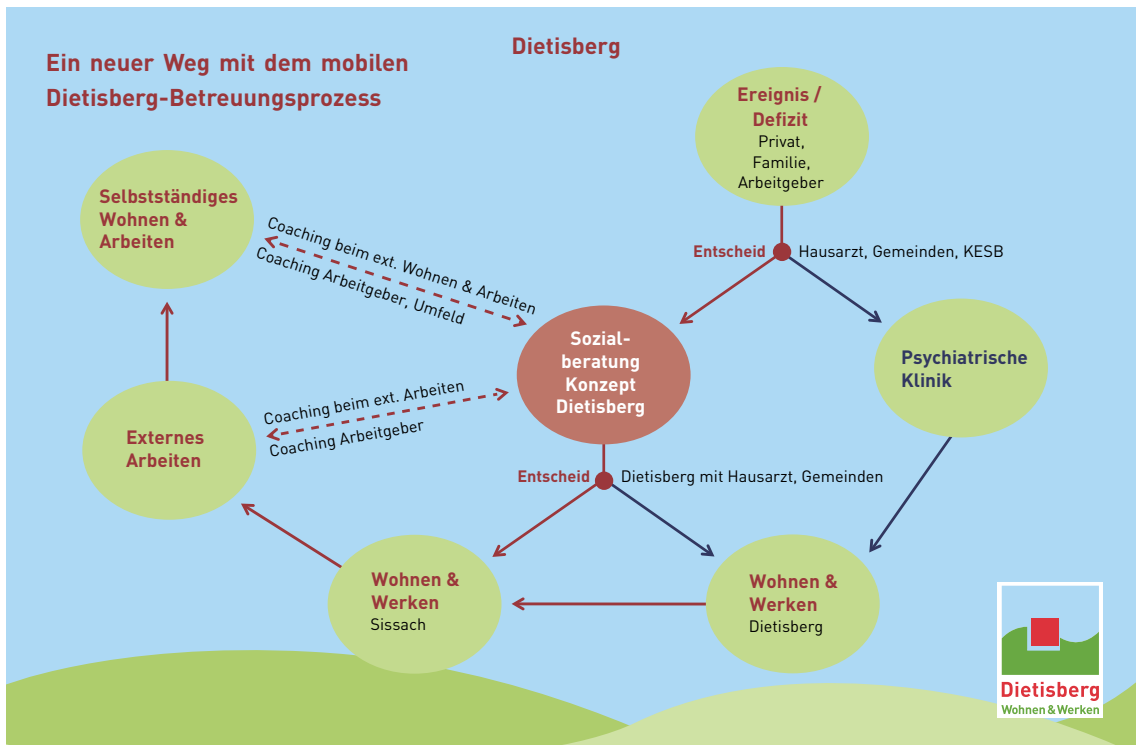 Ein neuer Weg mit dem mobilen
Dietisberg-Betreuungsprozess
Dietisberg
Ereignis /
Defizit
Privat,
Familie,
Arbeitgeber
Entscheid
Hausarzt, Gemeinden, KESB
Selbstständiges
Wohnen &
Arbeiten
Coaching beim ext. Wohnen & Arbeiten
Coaching Arbeitgeber, Umfeld
Sozial-
beratung
Konzept
Dietisberg
Psychiatrische
Klinik
Coaching beim ext. Arbeiten
Coaching Arbeitgeber
Externes
Arbeiten
Entscheid
Dietisberg mit Hausarzt, Gemeinden
Wohnen &
Werken
Sissach
Wohnen &
Werken
Dietisberg
Dietisberg
Wohnen & Werken